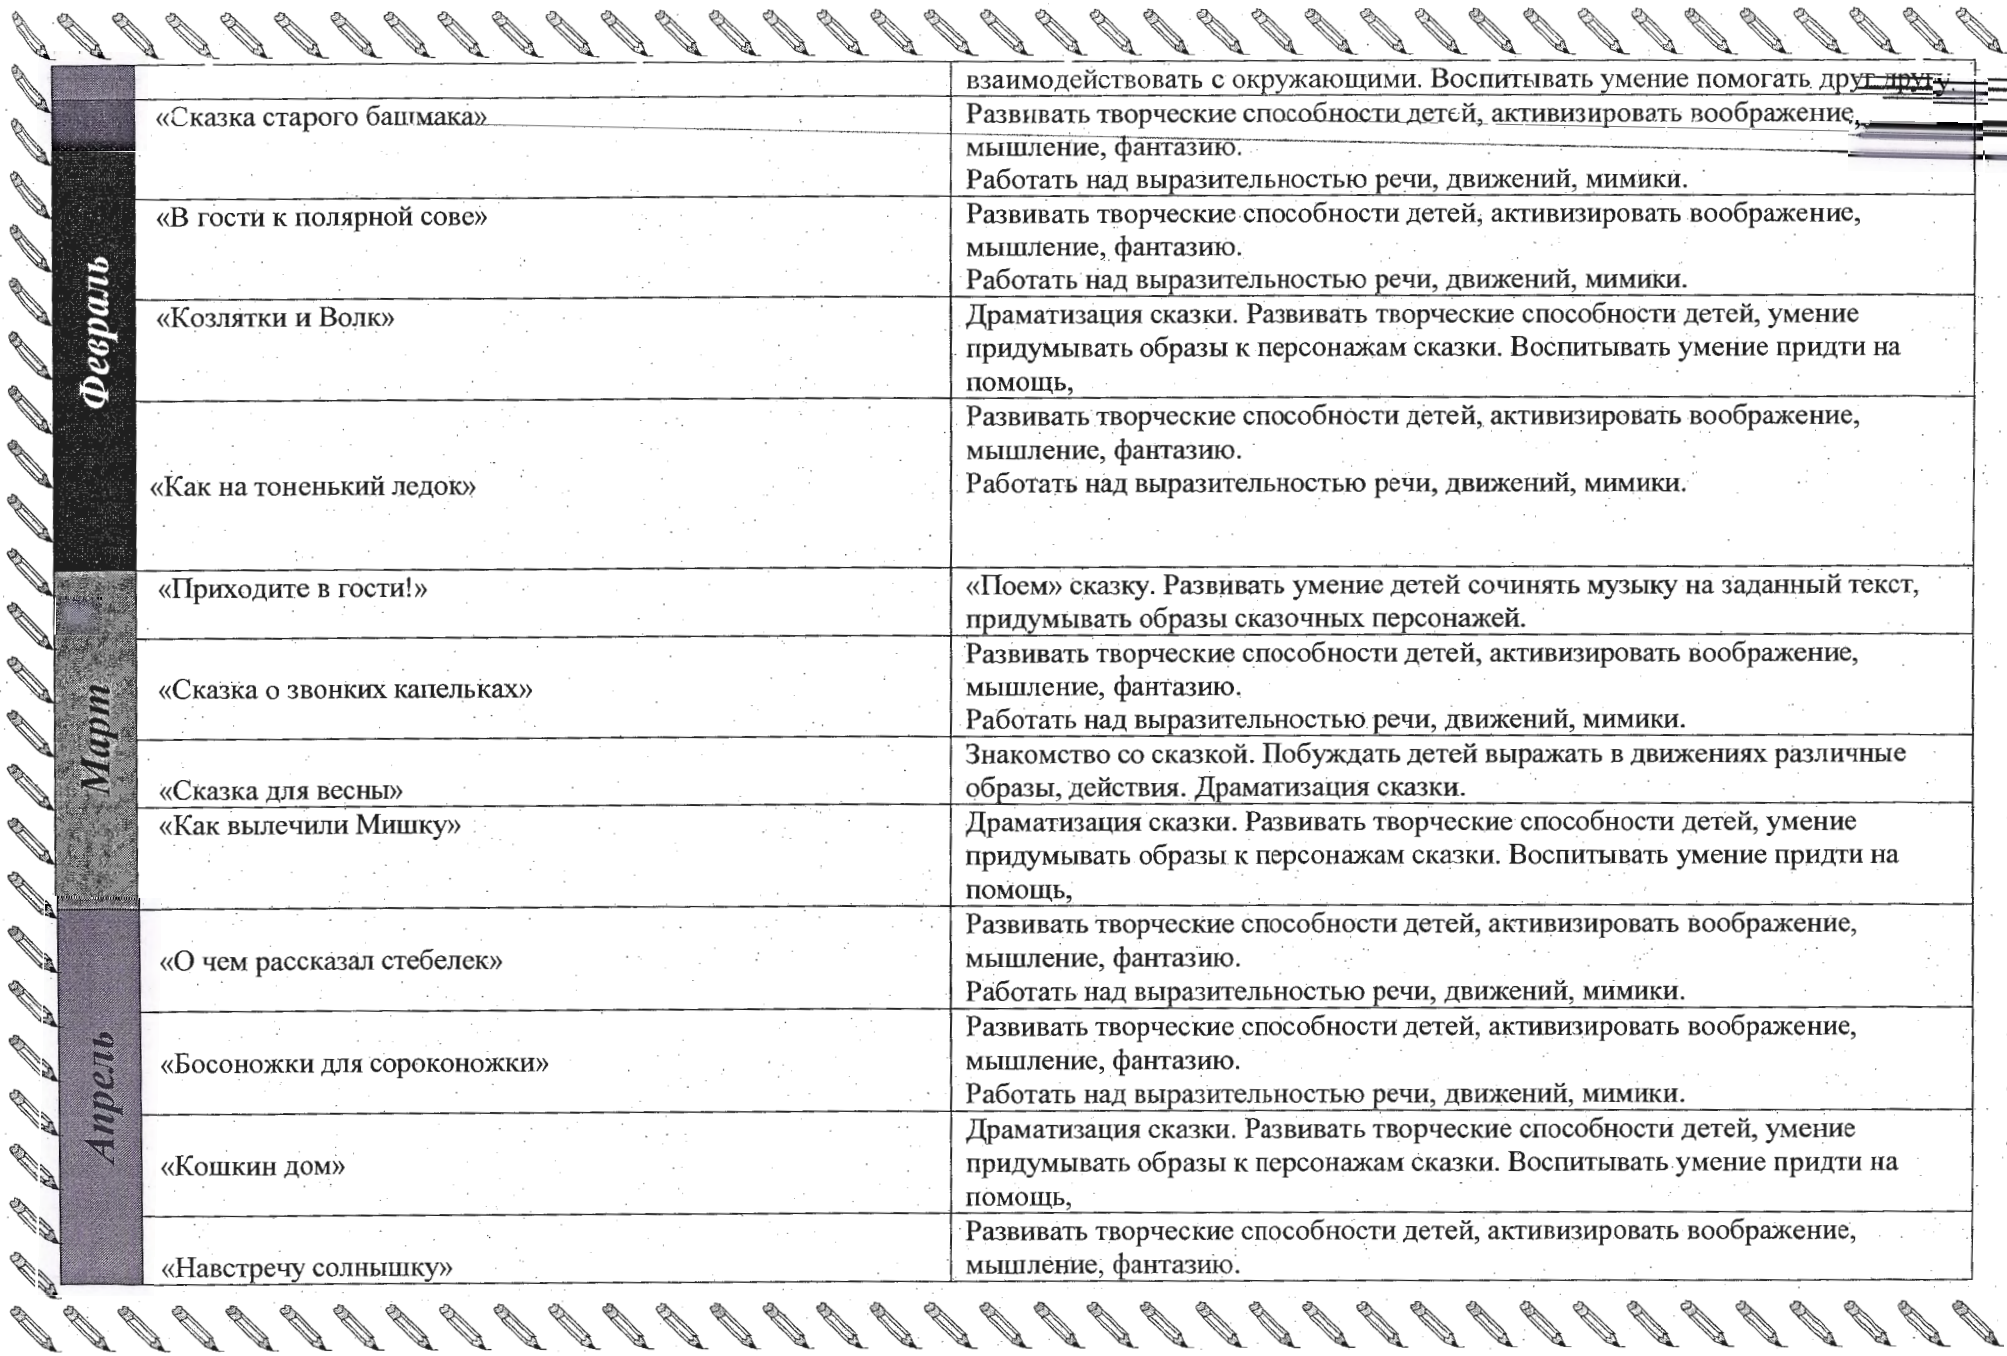 взаимодействовать с окружающими. Воспитывать умение помогать друг другу.
«Сказка старого башмака»
Развивать творческие способности детей, активизировать воображение,
мышление, фантазию.
Работать над выразительностью речи, движений, мимики.
Февраль
«В гости к полярной сове»
Развивать творческие способности детей, активизировать воображение,
мышление, фантазию.
Работать над выразительностью речи, движений, мимики.
«Козлятки и Волк»
Драматизация сказки. Развивать творческие способности детей, умение
придумывать образы к персонажам сказки. Воспитывать умение придти на
помощь,
«Как на тоненький ледок»
Развивать творческие способности детей, активизировать воображение,
мышление, фантазию.
Работать над выразительностью речи, движений, мимики.
Март
«Приходите в гости!»
«Поем» сказку. Развивать умение детей сочинять музыку на заданный текст,
придумывать образы сказочных персонажей.
«Сказка о звонких капельках»
Развивать творческие способности детей, активизировать воображение,
мышление, фантазию.
Работать над выразительностью речи, движений, мимики.
«Сказка для весны»
Знакомство со сказкой. Побуждать детей выражать в движениях различные
образы, действия. Драматизация сказки.
«Как вылечили Мишку»
Драматизация сказки. Развивать творческие способности детей, умение
придумывать образы к персонажам сказки. Воспитывать умение придти на
помощь,
Апрель
«О чем рассказал стебелек»
Развивать творческие способности детей, активизировать воображение,
мышление, фантазию.
Работать над выразительностью речи, движений, мимики.
«Босоножки для сороконожки»
Развивать творческие способности детей, активизировать воображение,
мышление, фантазию.
Работать над выразительностью речи, движений, мимики.
«Кошкин дом»
Драматизация сказки. Развивать творческие способности детей, умение
придумывать образы к персонажам сказки. Воспитывать умение придти на
помощь,
«Навстречу солнышку»
Развивать творческие способности детей, активизировать воображение,
мышление, фантазию.